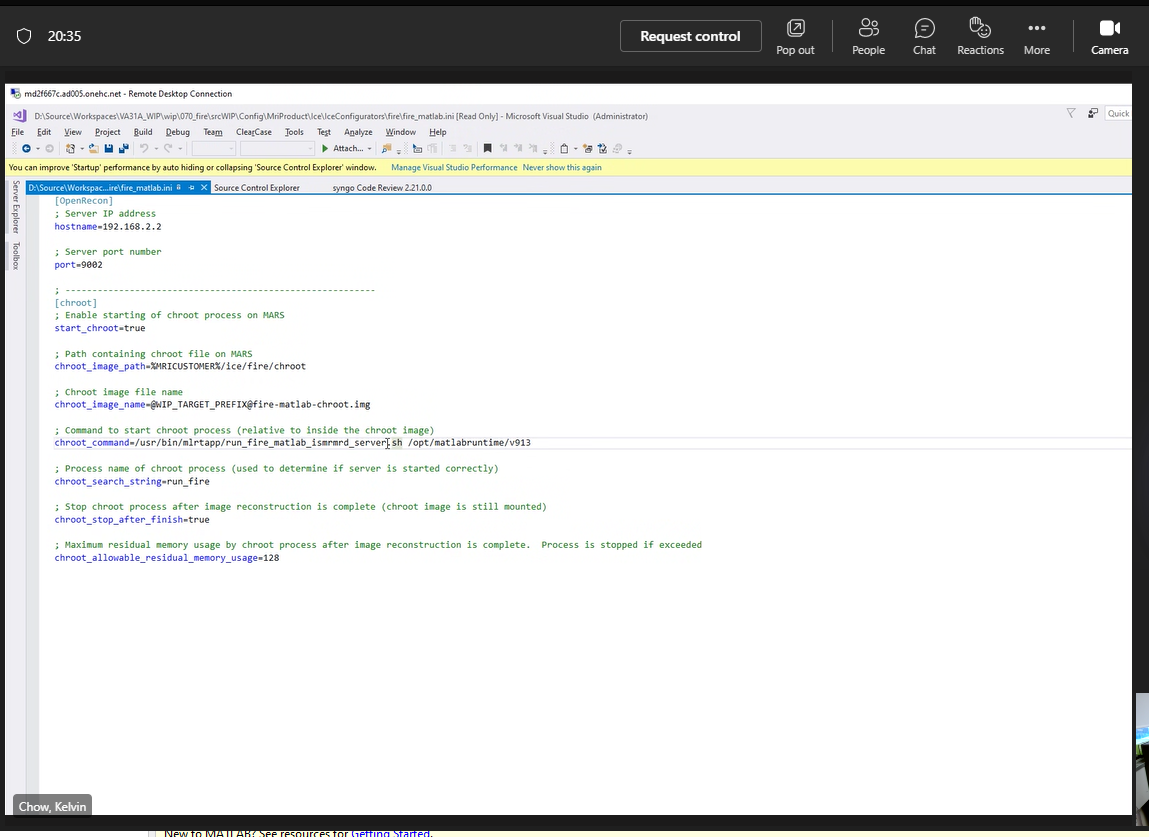 20:35
Request control
Pop out
People
Chat
Reactions
More
Camera
md2f667c.ad005.onehc.net - Remote Desktop Connection
D:\Source\Workspaces\VA31A_WIP\wip\070_fire\srcWIP\Config\MriProduct\Ice\IceConfigurators\fire\fire_matlab.ini [Read Only] - Microsoft Visual Studio (Administrator)
Quick
File Edit View Project Build Debug Team ClearCase Tools Test Analyze Window Help
Attach...
You can improve 'Startup' performance by auto hiding or collapsing 'Source Control Explorer' window. Manage Visual Studio Performance Never show this again
D:\Source\Workspac...ire\fire_matlab.ini Source Control Explorer syngo Code Review 2.21.0.0
Server Explorer
Toolbox
[OpenRecon]
; Server IP address
hostname=192.168.2.2
; Server port number
port=9002
; ----------------------------------------------------------
[chroot]
; Enable starting of chroot process on MARS
start_chroot=true
; Path containing chroot file on MARS
chroot_image_path=%MRICUSTOMER%/ice/fire/chroot
; Chroot image file name
chroot_image_name=@WIP_TARGET_PREFIX@fire-matlab-chroot.img
; Command to start chroot process (relative to inside the chroot image)
chroot_command=/usr/bin/mlrtapp/run_fire_matlab_ismrmrd_server.sh /opt/matlabruntime/v913
; Process name of chroot process (used to determine if server is started correctly)
chroot_search_string=run_fire
; Stop chroot process after image reconstruction is complete (chroot image is still mounted)
chroot_stop_after_finish=true
; Maximum residual memory usage by chroot process after image reconstruction is complete.  Process is stopped if exceeded
chroot_allowable_residual_memory_usage=128
Chow, Kelvin
New to MATLAB? See resources for Getting Started.